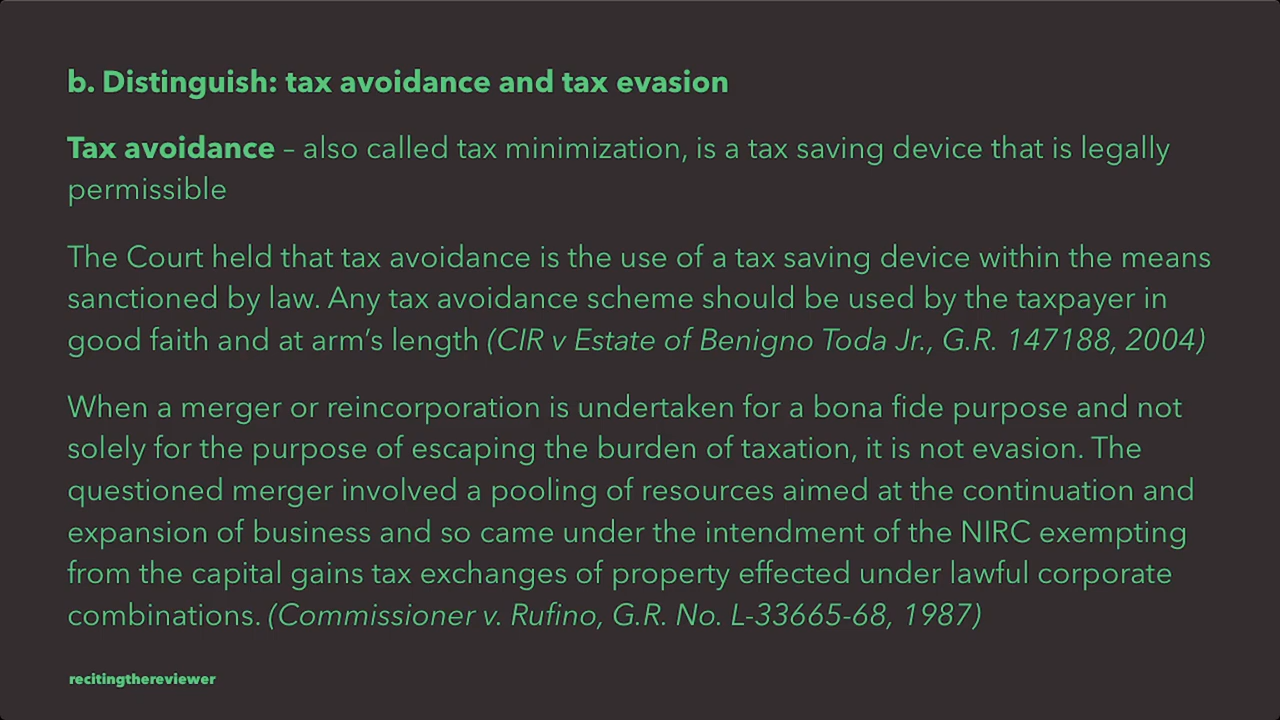 b. Distinguish: tax avoidance and tax evasion
Tax avoidance – also called tax minimization, is a tax saving device that is legally
permissible
The Court held that tax avoidance is the use of a tax saving device within the means
sanctioned by law. Any tax avoidance scheme should be used by the taxpayer in
good faith and at arm’s length (CIR v Estate of Benigno Toda Jr., G.R. 147188, 2004)
When a merger or reincorporation is undertaken for a bona fide purpose and not
solely for the purpose of escaping the burden of taxation, it is not evasion. The
questioned merger involved a pooling of resources aimed at the continuation and
expansion of business and so came under the intendment of the NIRC exempting
from the capital gains tax exchanges of property effected under lawful corporate
combinations. (Commissioner v. Rufino, G.R. No. L-33665-68, 1987)
recitingthereviewer